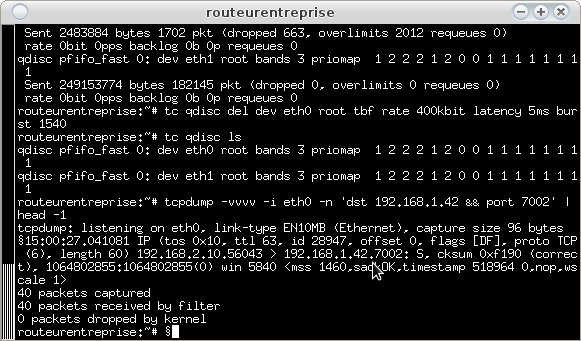 routeurentreprise
Sent 2483884 bytes 1702 pkt (dropped 663, overlimits 2012 requeues 0)
rate 0bit 0pps backlog 0b 0p requeues 0
qdisc pfifo_fast 0: dev eth1 root bands 3 priomap  1 2 2 2 1 2 0 0 1 1 1 1 1 1 1
1
Sent 249153774 bytes 182145 pkt (dropped 0, overlimits 0 requeues 0)
rate 0bit 0pps backlog 0b 0p requeues 0
routeurentreprise:~# tc qdisc del dev eth0 root tbf rate 400kbit latency 5ms bur
st 1540
routeurentreprise:~# tc qdisc ls
qdisc pfifo_fast 0: dev eth0 root bands 3 priomap  1 2 2 2 1 2 0 0 1 1 1 1 1 1 1
1
qdisc pfifo_fast 0: dev eth1 root bands 3 priomap  1 2 2 2 1 2 0 0 1 1 1 1 1 1 1
1
routeurentreprise:~# tcpdump -vvvv -i eth0 -n 'dst 192.168.1.42 && port 7002' |
head -1
tcpdump: listening on eth0, link-type EN10MB (Ethernet), capture size 96 bytes
§15:00:27.041081 IP (tos 0x10, ttl 63, id 28947, offset 0, flags [DF], proto TCP
(6), length 60) 192.168.2.10.56043 > 192.168.1.42.7002: S, cksum 0xf190 (correc
t), 1064802855:1064802855(0) win 5840 <mss 1460,sackOK,timestamp 518964 0,nop,ws
cale 1>
40 packets captured
40 packets received by filter
0 packets dropped by kernel
routeurentreprise:~# §